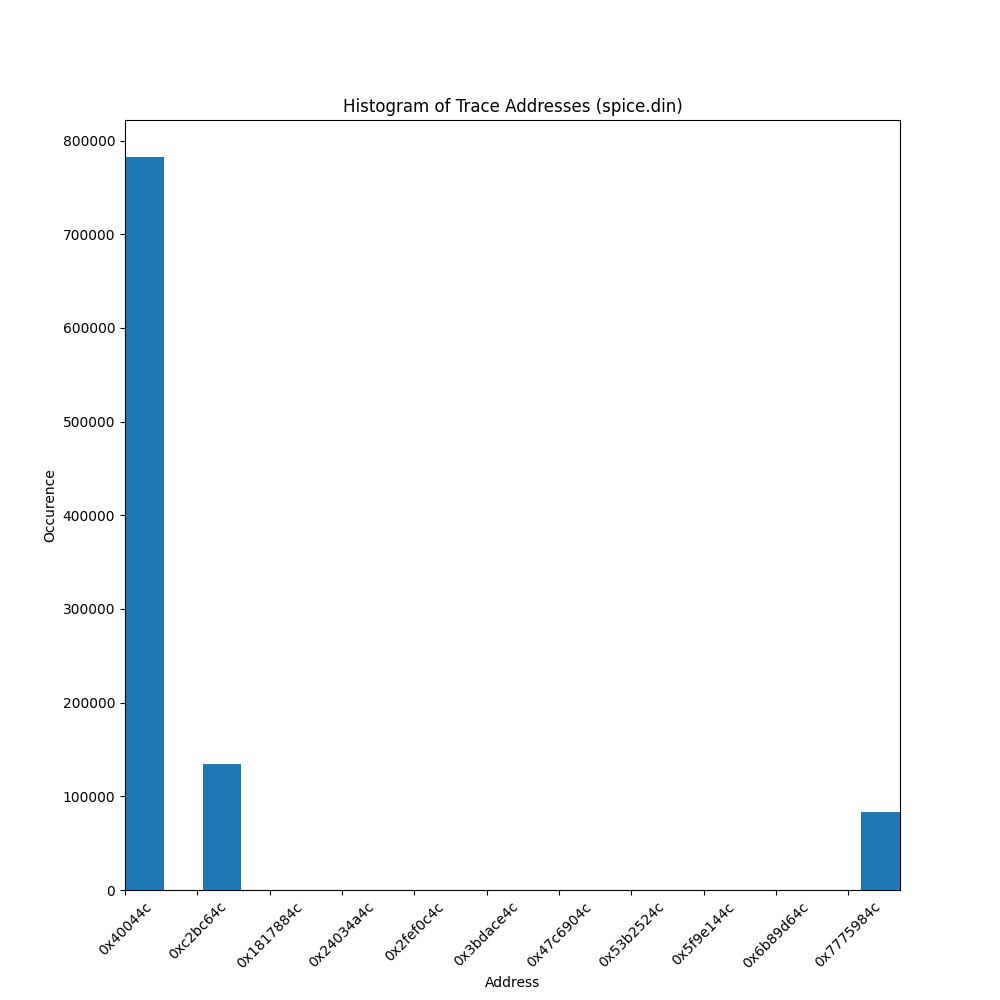 Histogram of Trace Addresses (spice.din)
800000
700000
600000
500000
400000
300000
200000
100000
0
Occurence
0x40044c
0xc2bc64c
0x1817884c
0x24034a4c
0x2fef0c4c
0x3bdace4c
0x47c6904c
0x53b2524c
0x5f9e144c
0x6b89d64c
0x7775984c
Address